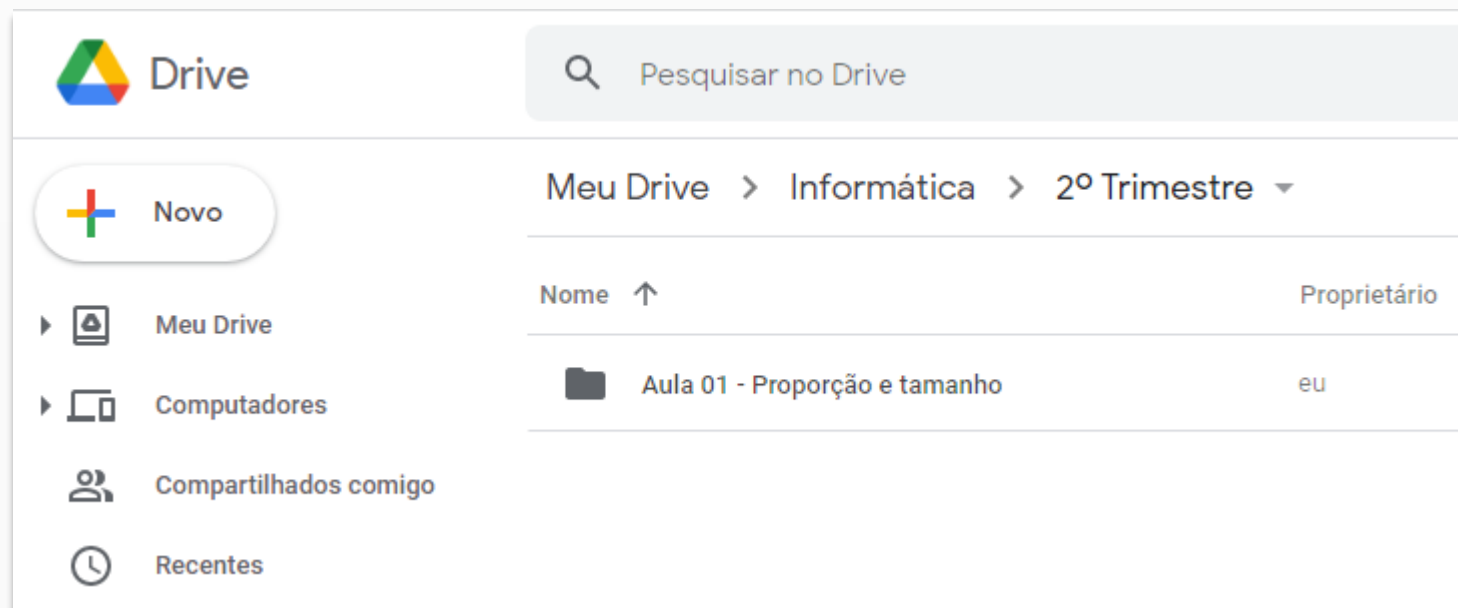 Drive
Pesquisar no Drive
Novo
Meu Drive > Informática > 2º Trimestre
Nome Proprietário
Aula 01 - Proporção e tamanho eu
Meu Drive
Computadores
Compartilhados comigo
Recentes